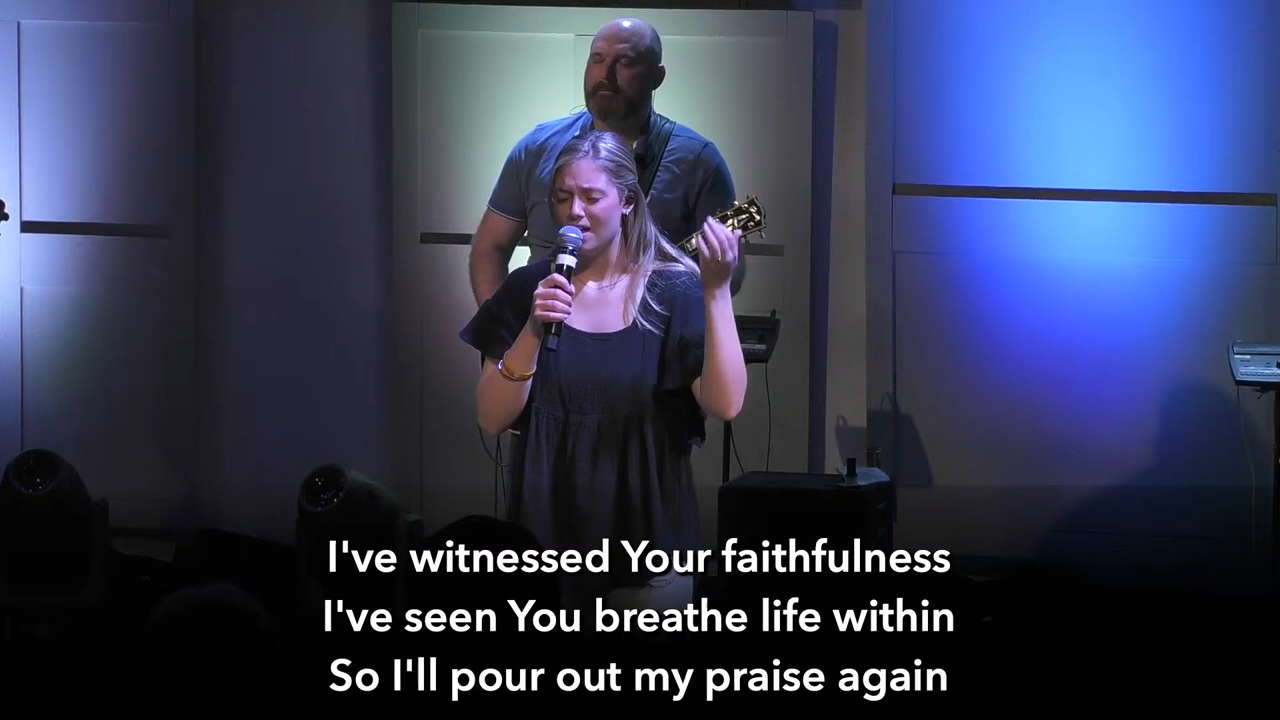 I've witnessed Your faithfulness
I've seen You breathe life within
So I'll pour out my praise again